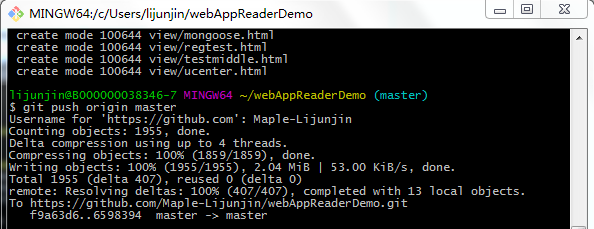 MINGW64:/c/Users/lijunjin/webAppReaderDemo
create mode 100644 view/mongoose.html
create mode 100644 view/regtest.html
create mode 100644 view/testmiddle.html
create mode 100644 view/ucenter.html
lijunjin@B000000038346-7 MINGW64 ~/webAppReaderDemo (master)
$ git push origin master
Username for 'https://github.com': Maple-Lijunjin
Counting objects: 1955, done.
Delta compression using up to 4 threads.
Compressing objects: 100% (1859/1859), done.
Writing objects: 100% (1955/1955), 2.04 MiB | 53.00 KiB/s, done.
Total 1955 (delta 407), reused 0 (delta 0)
remote: Resolving deltas: 100% (407/407), completed with 13 local objects.
To https://github.com/Maple-Lijunjin/webAppReaderDemo.git
f9a63d6..6598394  master -> master